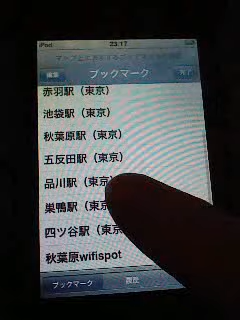 iPod
23:17
編集
ブックマーク
完了
赤羽駅（東京）
池袋駅（東京）
秋葉原駅（東京）
五反田駅（東京）
品川駅（東京
巣鴨駅（東
四ツ谷駅（東京
秋葉原wifispot
ブックマーク
履歴